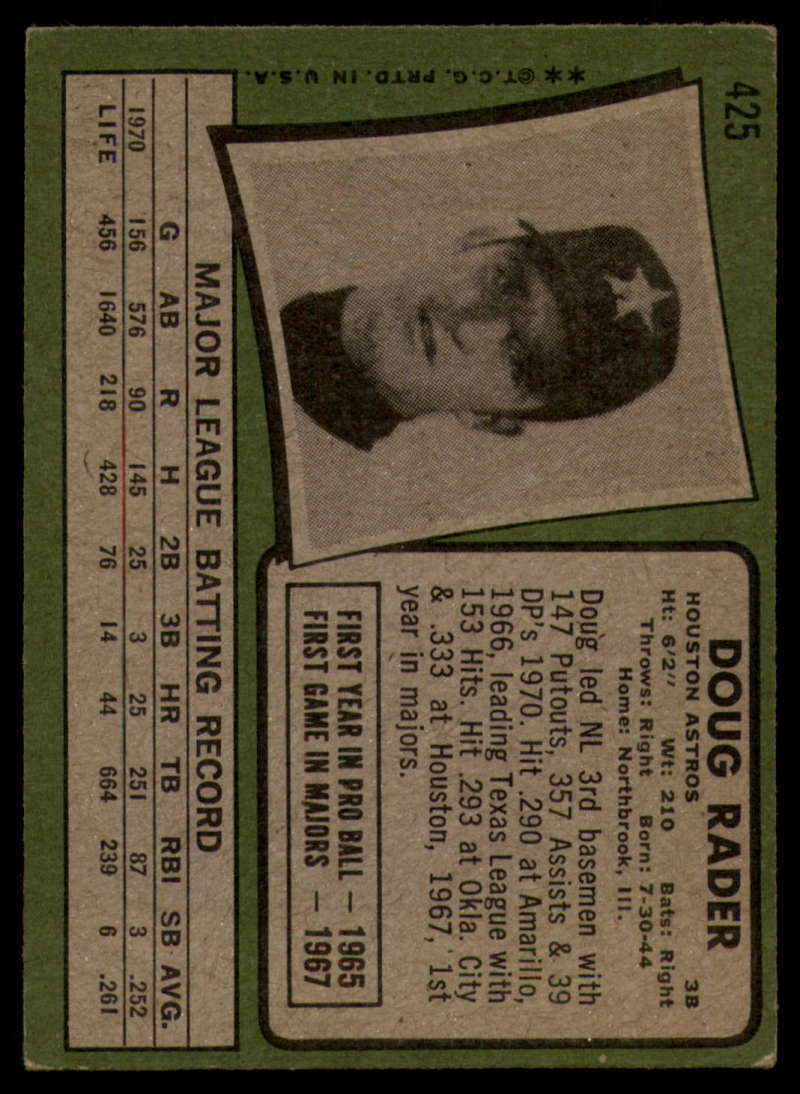 425
**©T.C.G. PRTD. IN U.S.A.
DOUG RADER
HOUSTON ASTROS 3B
Ht: 6'2" Wt: 210 Bats: Right
Throws: Right Born: 7-30-44
Home: Northbrook, Ill.
Doug led NL 3rd basemen with
147 Putouts, 357 Assists & 39
DP's 1970. Hit .290 at Amarillo,
1966, leading Texas League with
153 Hits. Hit .293 at Okla. City
& .333 at Houston, 1967, 1st
year in majors.
FIRST YEAR IN PRO BALL — 1965
FIRST GAME IN MAJORS — 1967
MAJOR LEAGUE BATTING RECORD
G AB R H 2B 3B HR TB RBI SB AVG.
1970 156 576 90 145 25 3 25 251 87 3 .252
LIFE 456 1640 218 428 76 14 44 664 239 6 .261